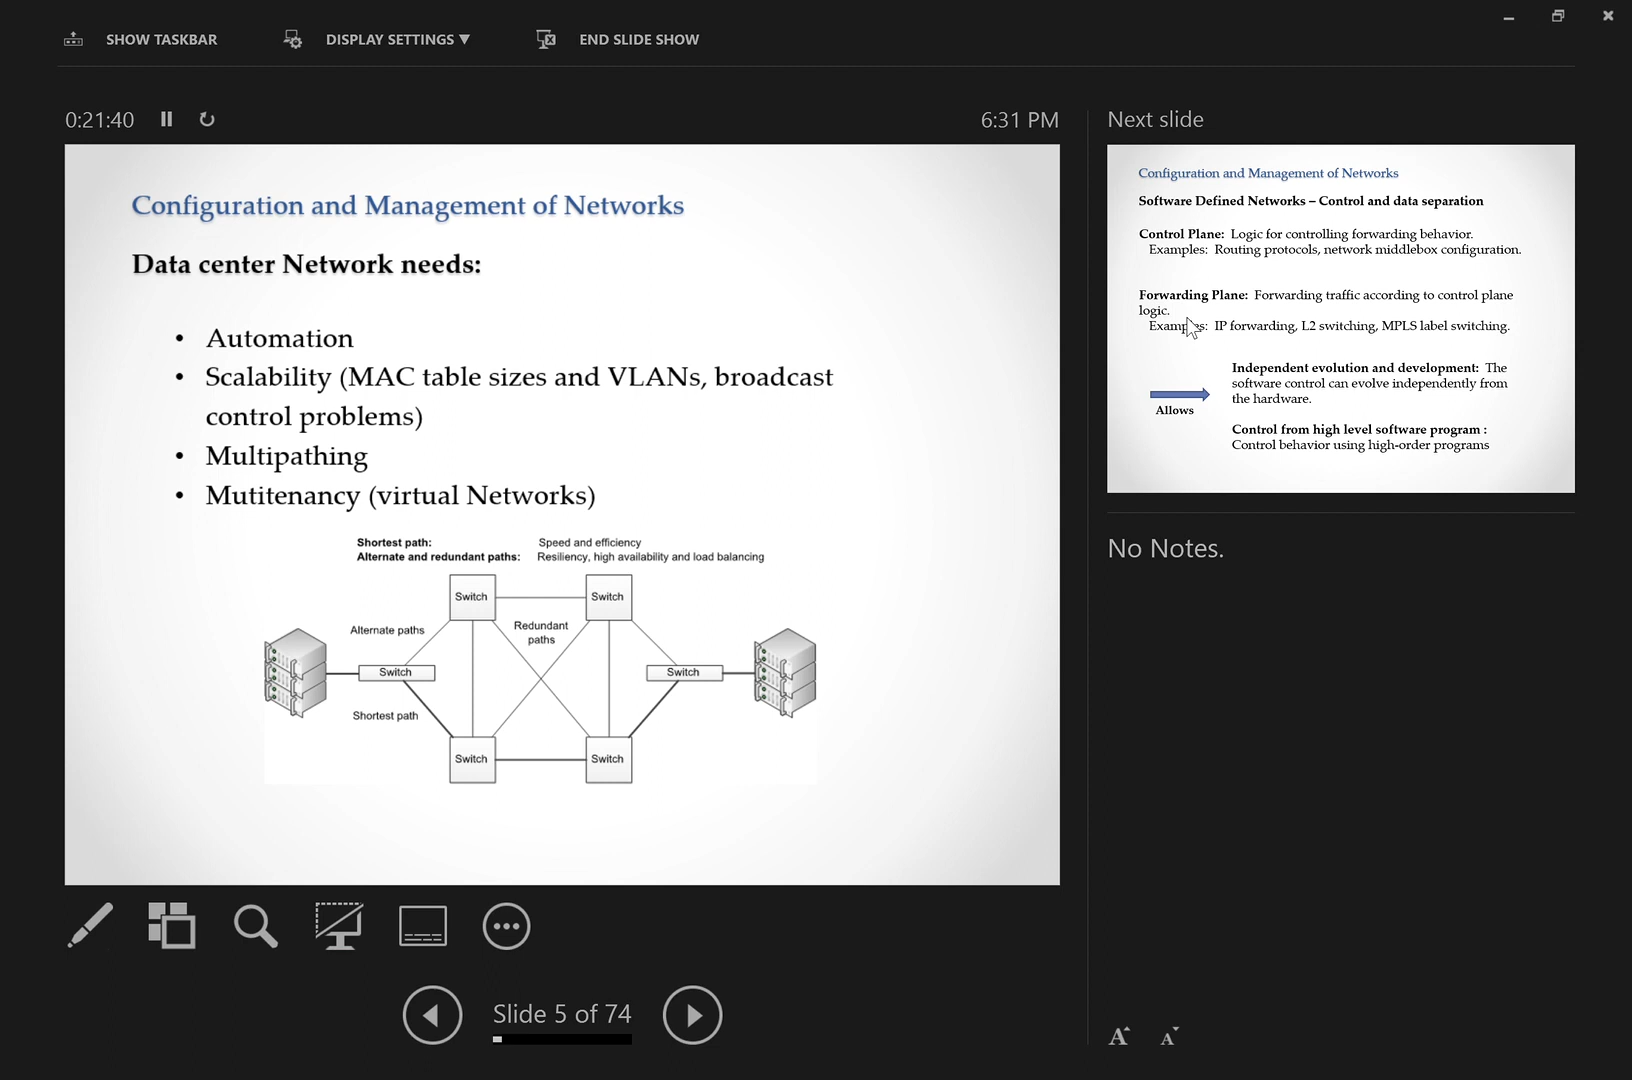 SHOW TASKBAR
DISPLAY SETTINGS ▼
END SLIDE SHOW
0:21:40
6:31 PM
Configuration and Management of Networks
Data center Network needs:
• Automation
• Scalability (MAC table sizes and VLANs, broadcast
control problems)
• Multipathing
• Mutitenancy (virtual Networks)
Shortest path: Speed and efficiency
Alternate and redundant paths: Resiliency, high availability and load balancing
Switch
Switch
Alternate paths
Redundant
paths
Switch
Switch
Shortest path
Switch
Switch
Slide 5 of 74
Next slide
Configuration and Management of Networks
Software Defined Networks – Control and data separation
Control Plane: Logic for controlling forwarding behavior.
Examples: Routing protocols, network middlebox configuration.
Forwarding Plane: Forwarding traffic according to control plane
logic.
Examples: IP forwarding, L2 switching, MPLS label switching.
Independent evolution and development: The
software control can evolve independently from
the hardware.
Allows
Control from high level software program :
Control behavior using high-order programs
No Notes.
A A